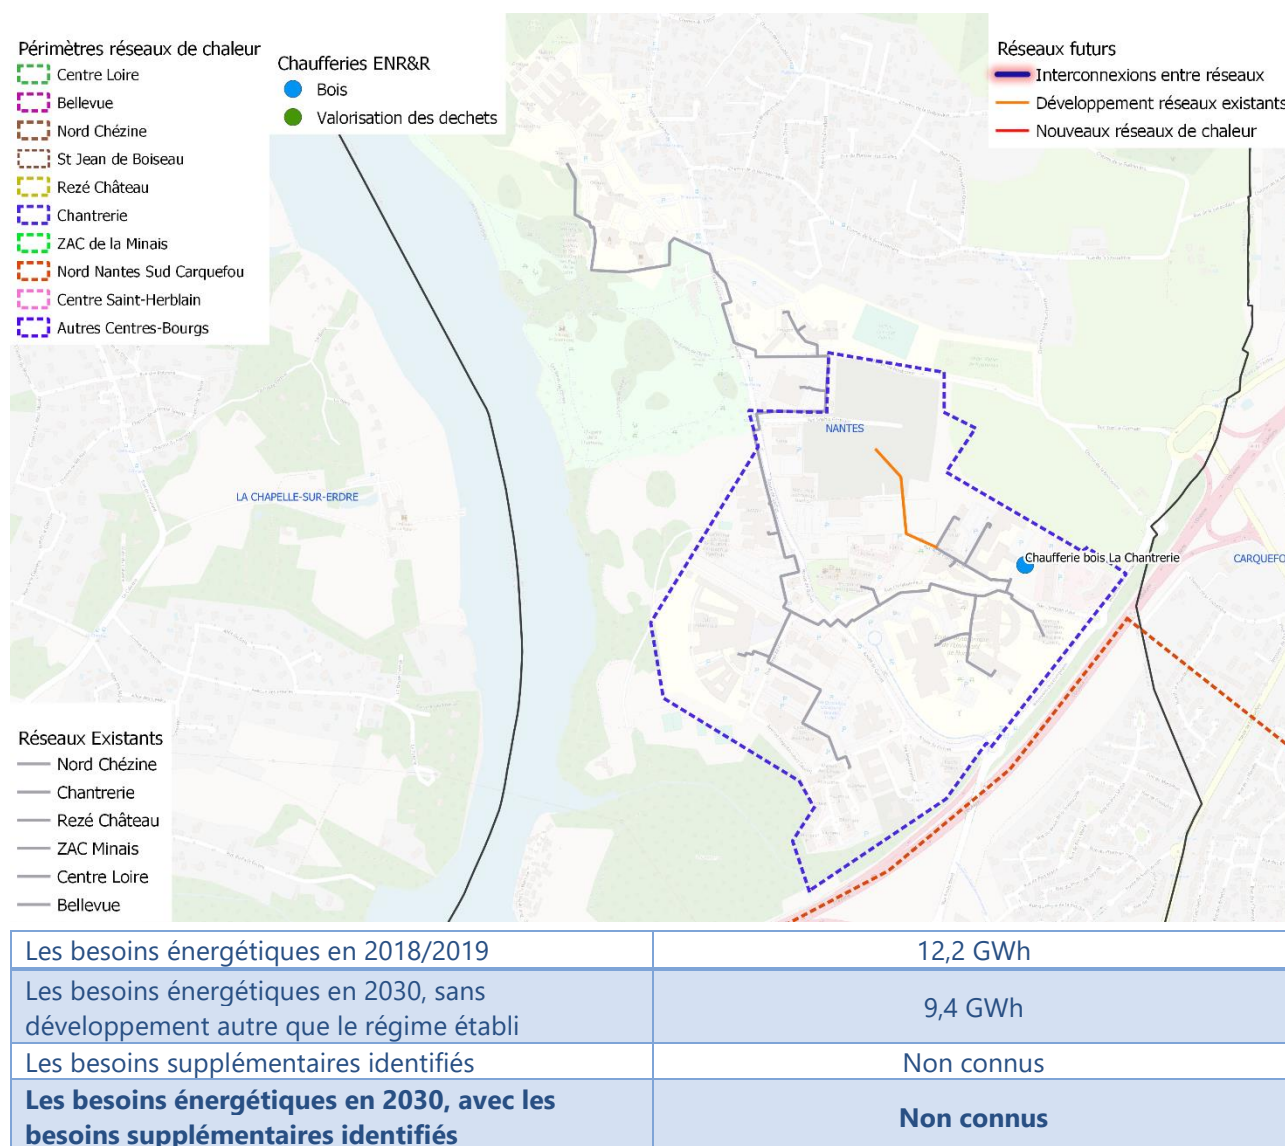 Périmètres réseaux de chaleur
Centre Loire
Bellevue
Nord Chézine
St Jean de Boiseau
Rezé Château
Chantrerie
ZAC de la Minais
Nord Nantes Sud Carquefou
Centre Saint-Herblain
Autres Centres-Bourgs
Chaufferies ENR&R
Bois
Valorisation des dechets
Réseaux futurs
Interconnexions entre réseaux
Développement réseaux existants
Nouveaux réseaux de chaleur
NANTES
LA CHAPELLE-SUR-ERDRE
Chaufferie bois La Chantrerie
CARQUEFO
Réseaux Existants
Nord Chézine
Chantrerie
Rezé Château
ZAC Minais
Centre Loire
Bellevue
Les besoins énergétiques en 2018/2019 12,2 GWh
Les besoins énergétiques en 2030, sans
développement autre que le régime établi 9,4 GWh
Les besoins supplémentaires identifiés Non connus
Les besoins énergétiques en 2030, avec les
besoins supplémentaires identifiés Non connus